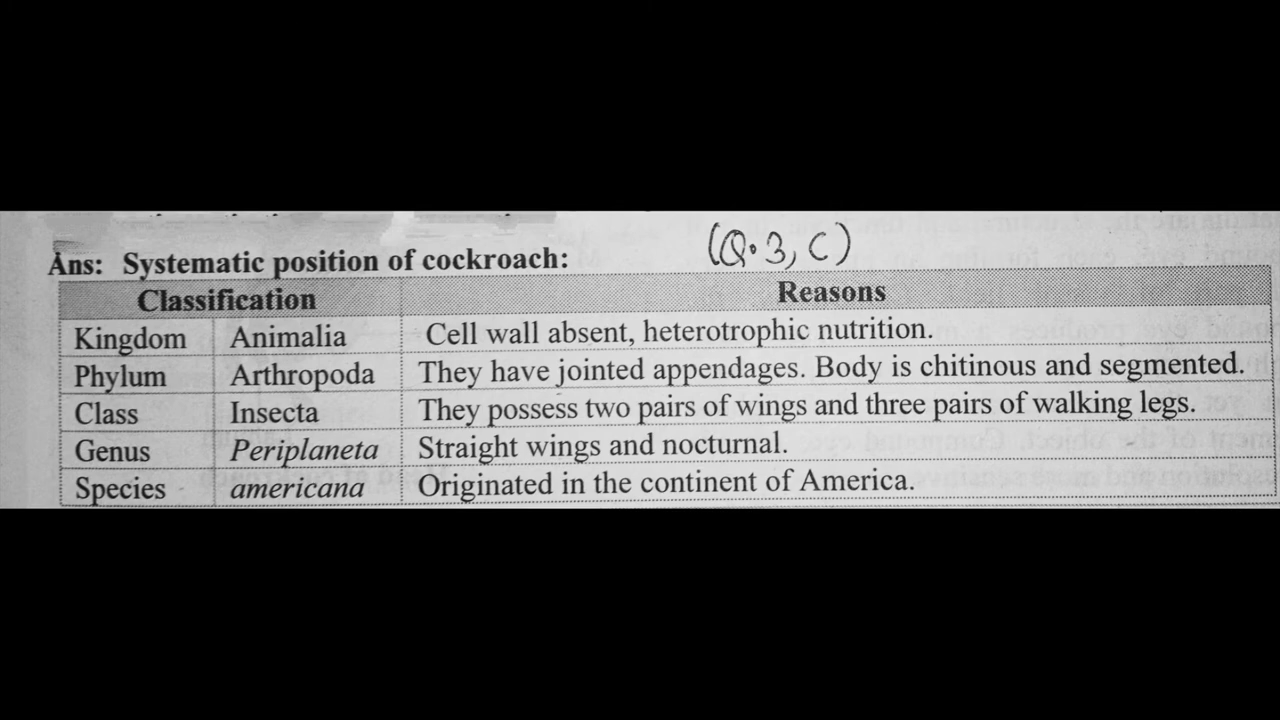 (Q.3, C)
Ans: Systematic position of cockroach:
Classification Reasons
Kingdom Animalia Cell wall absent, heterotrophic nutrition.
Phylum Arthropoda They have jointed appendages. Body is chitinous and segmented.
Class Insecta They possess two pairs of wings and three pairs of walking legs.
Genus Periplaneta Straight wings and nocturnal.
Species americana Originated in the continent of America.